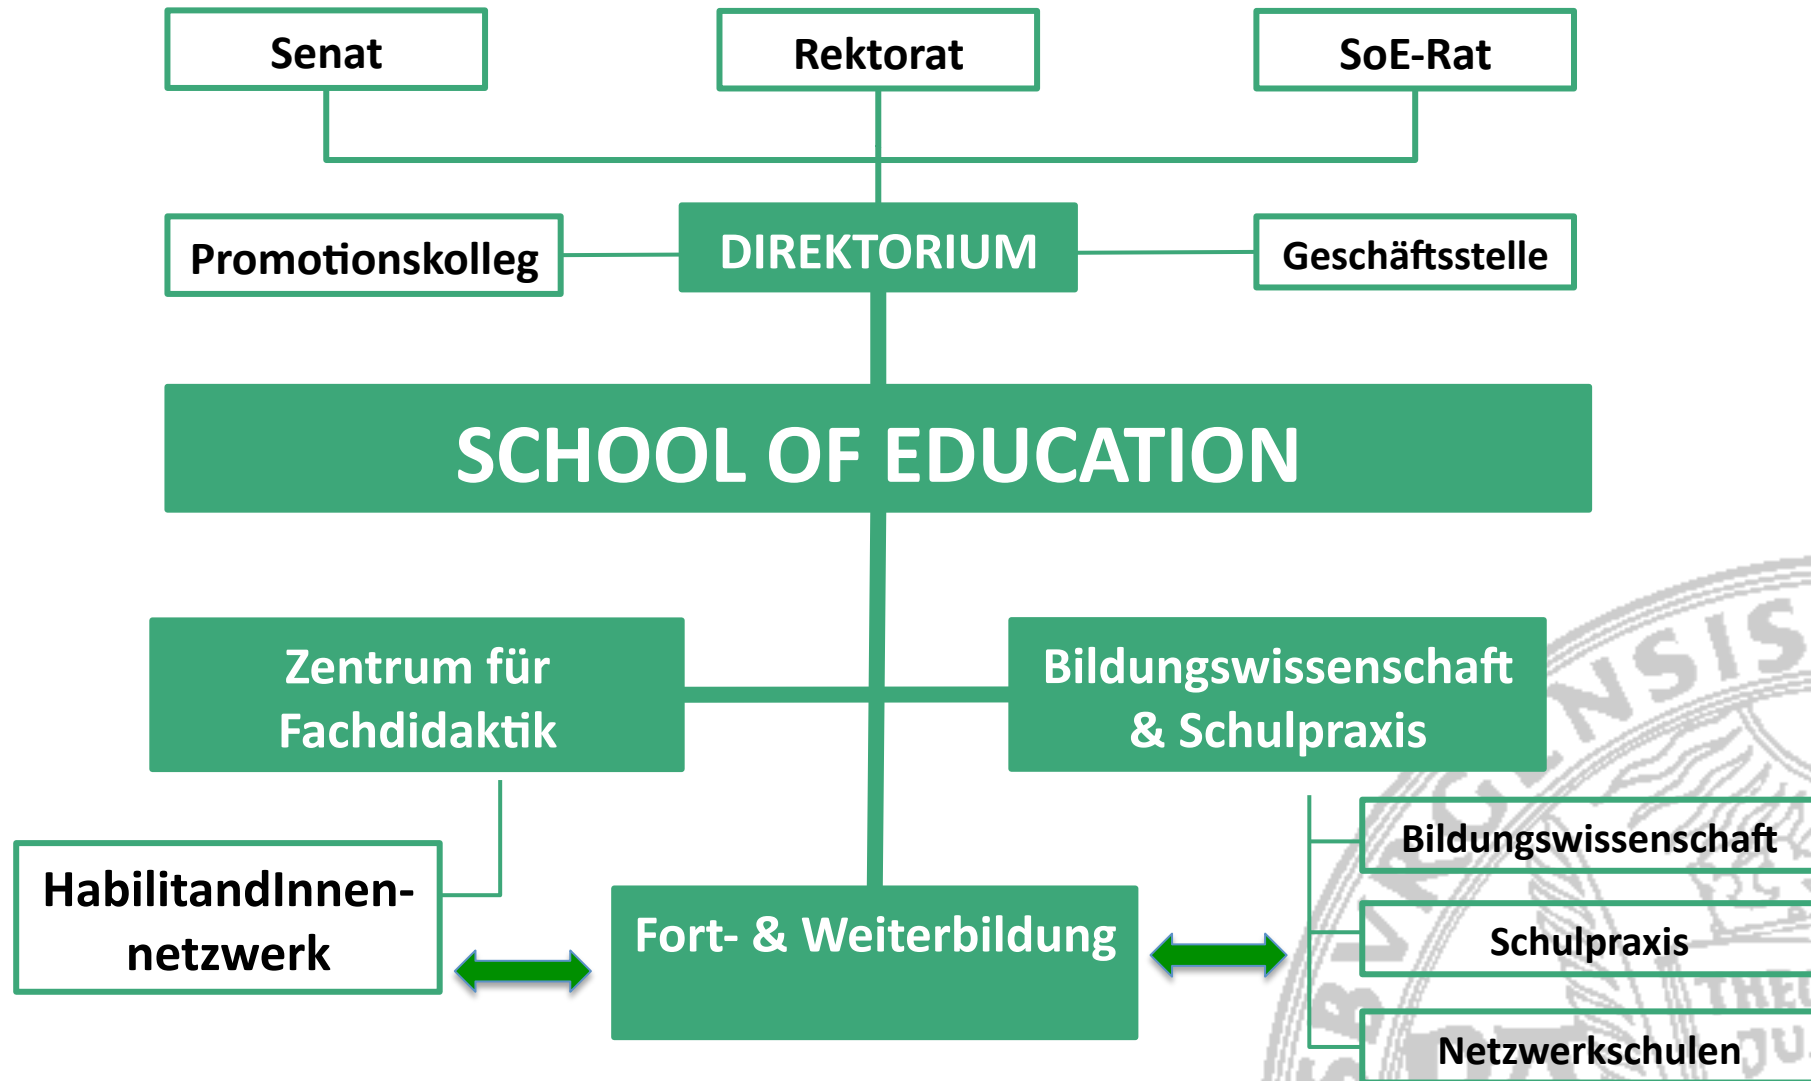 Senat
Rektorat
SoE-Rat
Promotionskolleg
DIREKTORIUM
Geschäftsstelle
SCHOOL OF EDUCATION
Zentrum für
Fachdidaktik
Bildungswissenschaft
& Schulpraxis
HabilitandInnen-
netzwerk
Fort- & Weiterbildung
Bildungswissenschaft
Schulpraxis
Netzwerkschulen